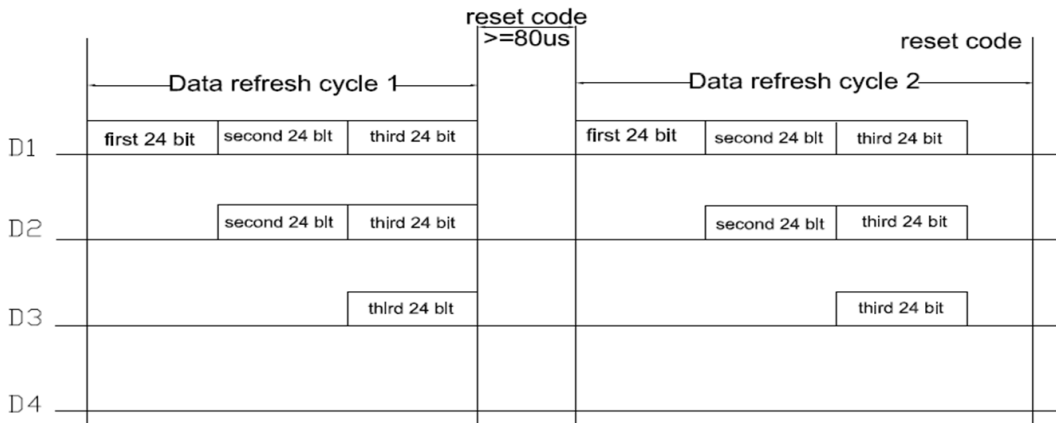 reset code
>=80us
reset code
Data refresh cycle 1
Data refresh cycle 2
D1 first 24 bit second 24 blt third 24 bit first 24 bit second 24 blt third 24 bit
D2 second 24 blt third 24 bit second 24 blt third 24 bit
D3 thlrd 24 blt third 24 bit
D4